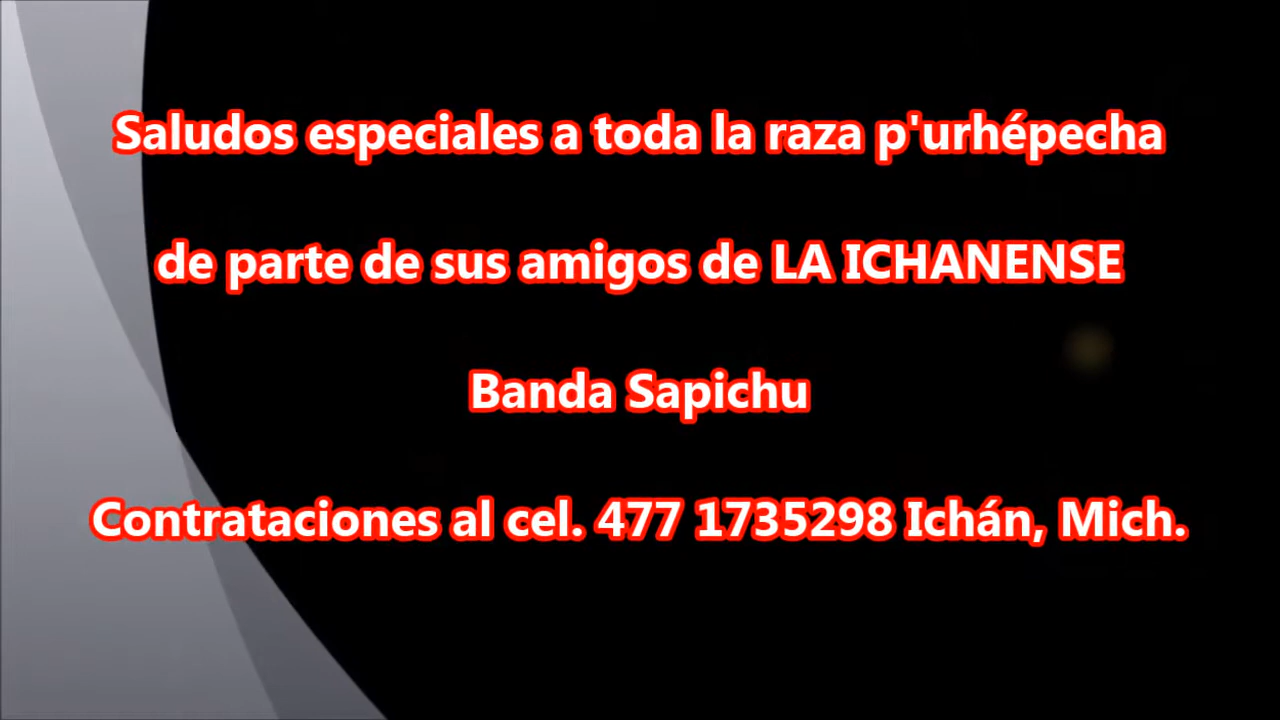 Saludos especiales a toda la raza p'urhépecha
de parte de sus amigos de LA ICHANENSE
Banda Sapichu
Contrataciones al cel. 477 1735298 Ichán, Mich.